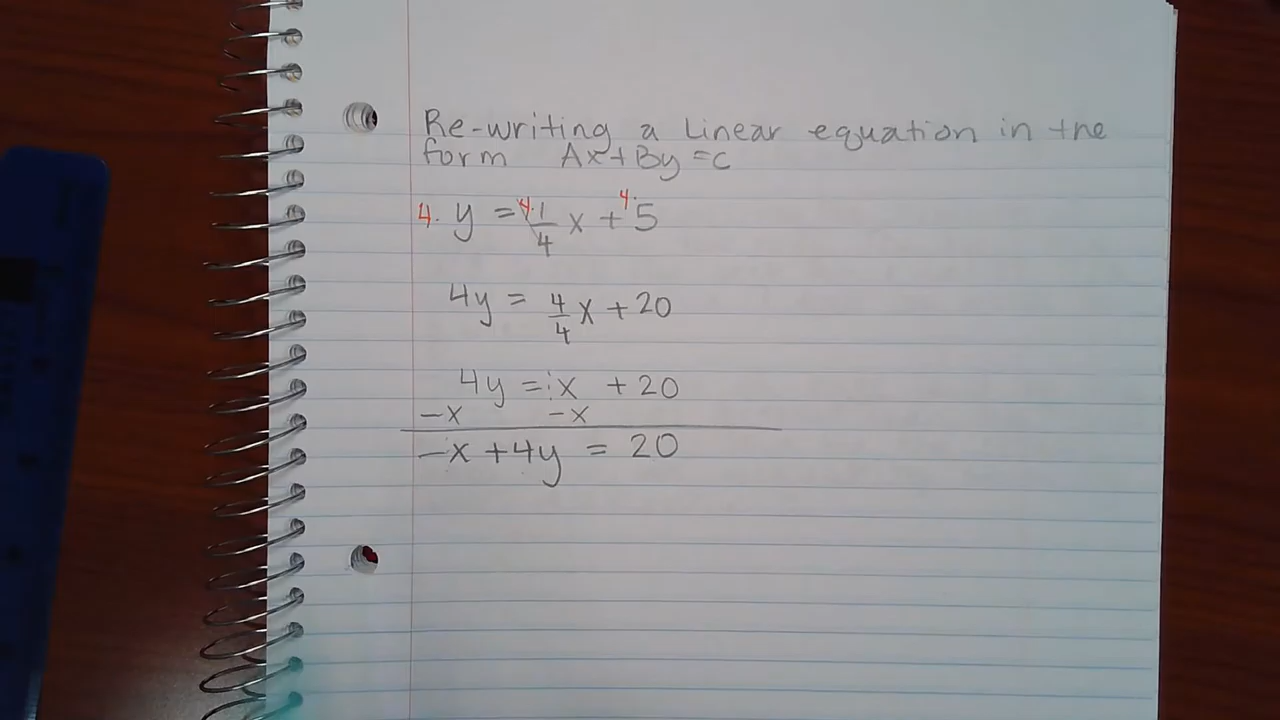 Re-writing a Linear equation in the
form Ax+By=C
4. y = 4. 1/4 x + 4. 5
4y = 4/4 x + 20
4y = 1x + 20
-x -x
-x + 4y = 20